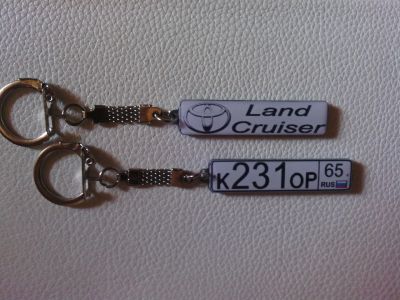 Land
Cruiser
К231ОР 65
RUS